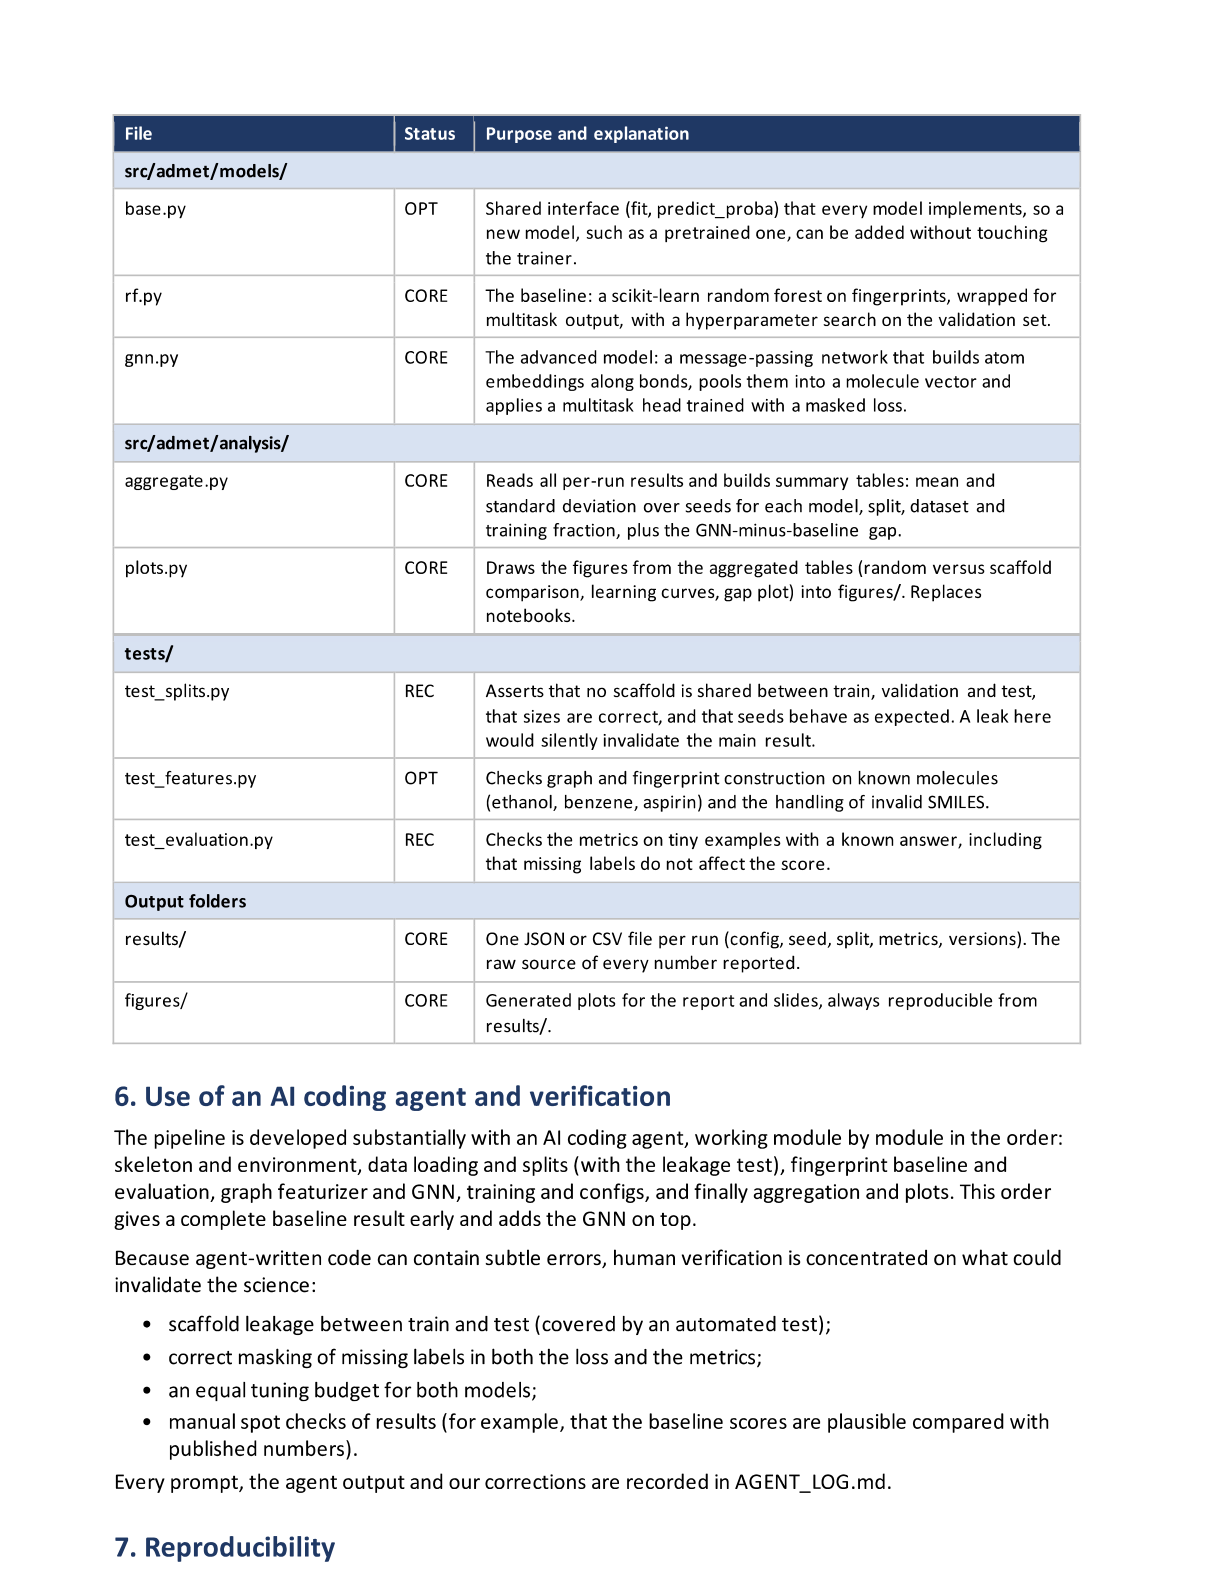 File Status Purpose and explanation
src/admet/models/
base.py OPT Shared interface (fit, predict_proba) that every model implements, so a
new model, such as a pretrained one, can be added without touching
the trainer.
rf.py CORE The baseline: a scikit-learn random forest on fingerprints, wrapped for
multitask output, with a hyperparameter search on the validation set.
gnn.py CORE The advanced model: a message-passing network that builds atom
embeddings along bonds, pools them into a molecule vector and
applies a multitask head trained with a masked loss.
src/admet/analysis/
aggregate.py CORE Reads all per-run results and builds summary tables: mean and
standard deviation over seeds for each model, split, dataset and
training fraction, plus the GNN-minus-baseline gap.
plots.py CORE Draws the figures from the aggregated tables (random versus scaffold
comparison, learning curves, gap plot) into figures/. Replaces
notebooks.
tests/
test_splits.py REC Asserts that no scaffold is shared between train, validation and test,
that sizes are correct, and that seeds behave as expected. A leak here
would silently invalidate the main result.
test_features.py OPT Checks graph and fingerprint construction on known molecules
(ethanol, benzene, aspirin) and the handling of invalid SMILES.
test_evaluation.py REC Checks the metrics on tiny examples with a known answer, including
that missing labels do not affect the score.
Output folders
results/ CORE One JSON or CSV file per run (config, seed, split, metrics, versions). The
raw source of every number reported.
figures/ CORE Generated plots for the report and slides, always reproducible from
results/.
6. Use of an AI coding agent and verification
The pipeline is developed substantially with an AI coding agent, working module by module in the order:
skeleton and environment, data loading and splits (with the leakage test), fingerprint baseline and
evaluation, graph featurizer and GNN, training and configs, and finally aggregation and plots. This order
gives a complete baseline result early and adds the GNN on top.
Because agent-written code can contain subtle errors, human verification is concentrated on what could
invalidate the science:
• scaffold leakage between train and test (covered by an automated test);
• correct masking of missing labels in both the loss and the metrics;
• an equal tuning budget for both models;
• manual spot checks of results (for example, that the baseline scores are plausible compared with
published numbers).
Every prompt, the agent output and our corrections are recorded in AGENT_LOG.md.
7. Reproducibility